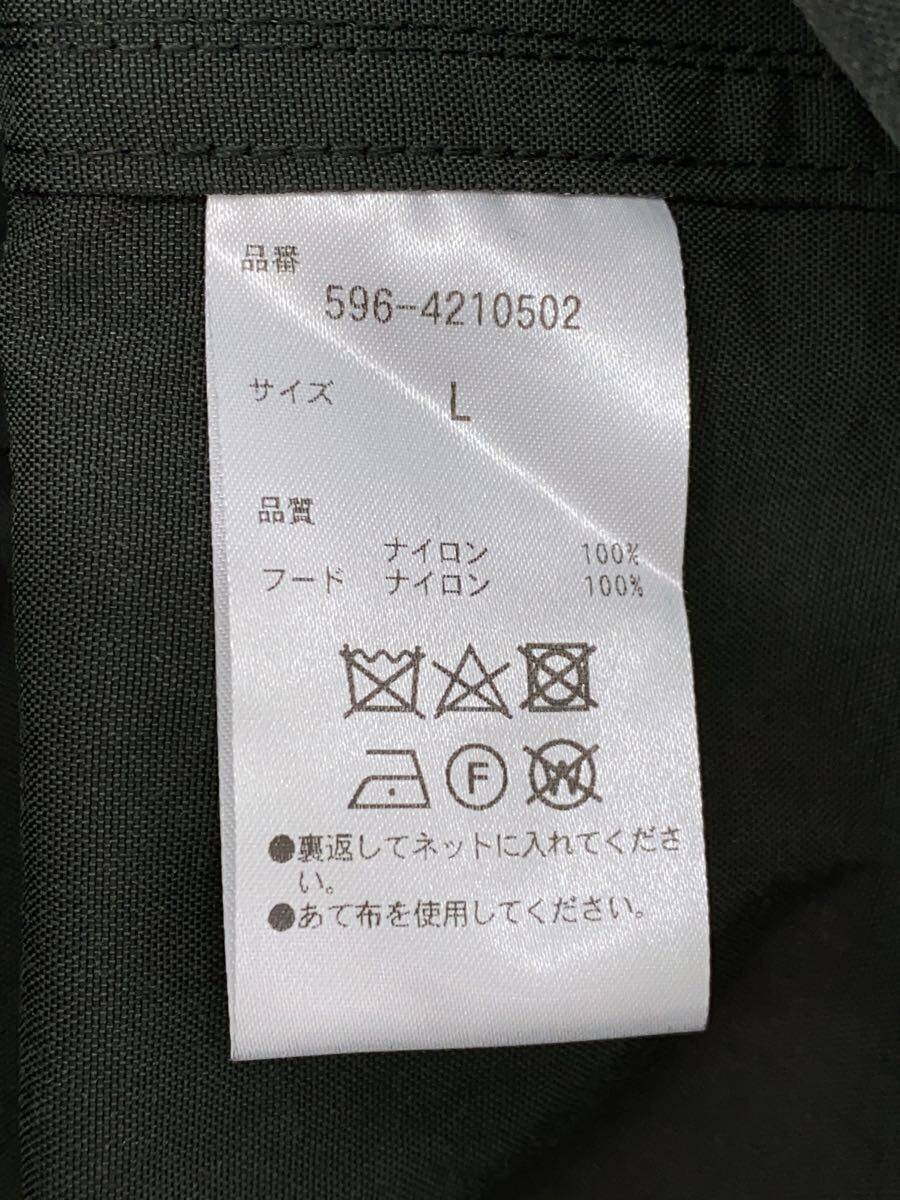 品番
596-4210502
サイズ L
品質
ナイロン 100%
フード ナイロン 100%
F W
●裏返してネットに入れてくださ
い。
●あて布を使用してください。